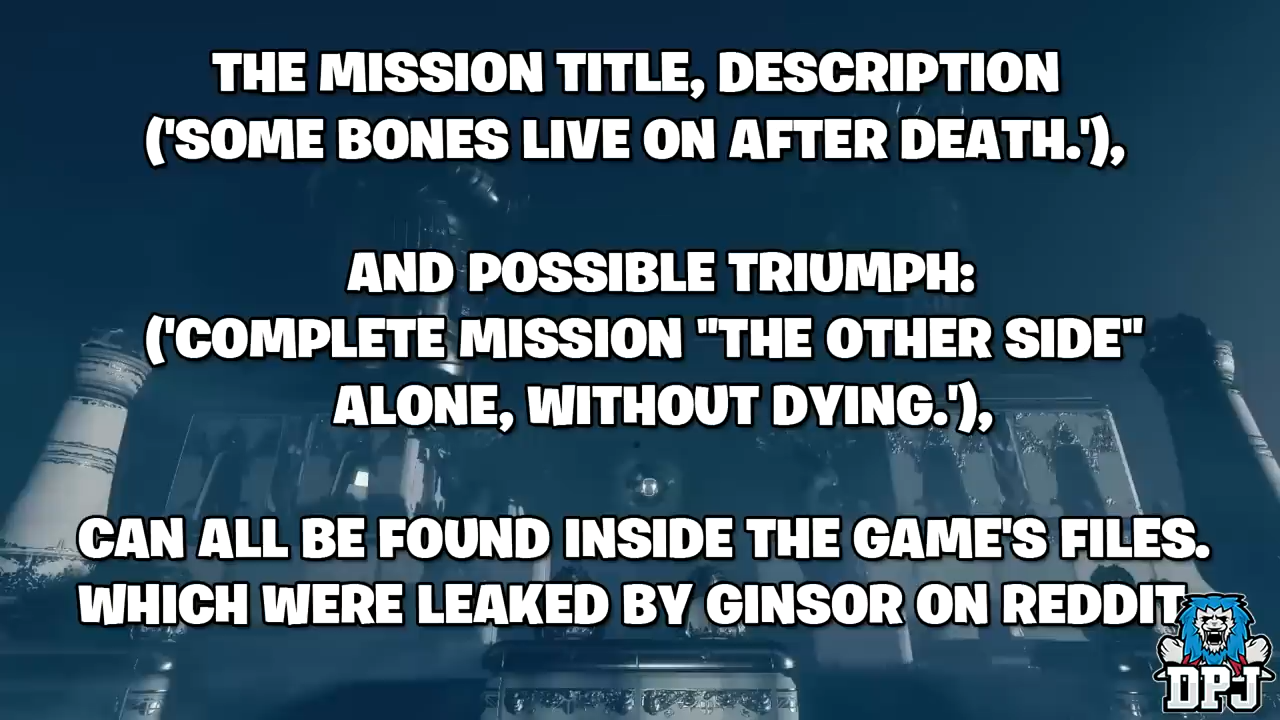 THE MISSION TITLE, DESCRIPTION
('SOME BONES LIVE ON AFTER DEATH.'),
AND POSSIBLE TRIUMPH:
('COMPLETE MISSION "THE OTHER SIDE"
ALONE, WITHOUT DYING.'),
CAN ALL BE FOUND INSIDE THE GAME'S FILES.
WHICH WERE LEAKED BY GINSOR ON REDDIT
DPJ